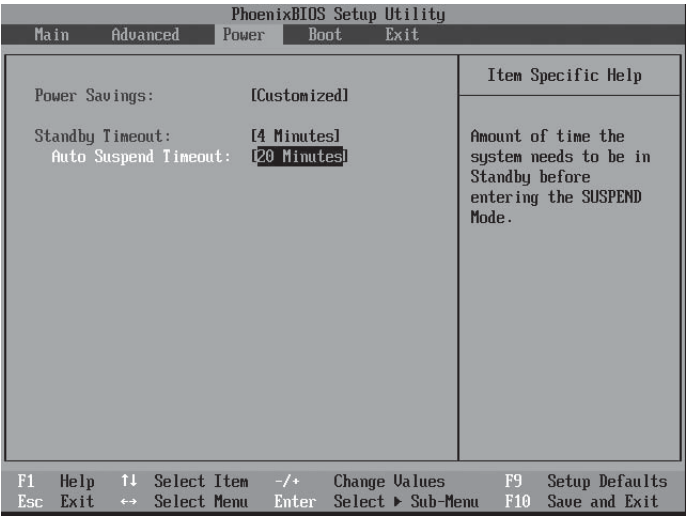 PhoenixBIOS Setup Utility
Main Advanced Power Boot Exit
Item Specific Help
Power Savings: [Customized]
Standby Timeout: [4 Minutes]
Auto Suspend Timeout: [20 Minutes]
Amount of time the
system needs to be in
Standby before
entering the SUSPEND
Mode.
F1 Help ↑↓ Select Item -/+ Change Values F9 Setup Defaults
Esc Exit ↔ Select Menu Enter Select ▶ Sub-Menu F10 Save and Exit